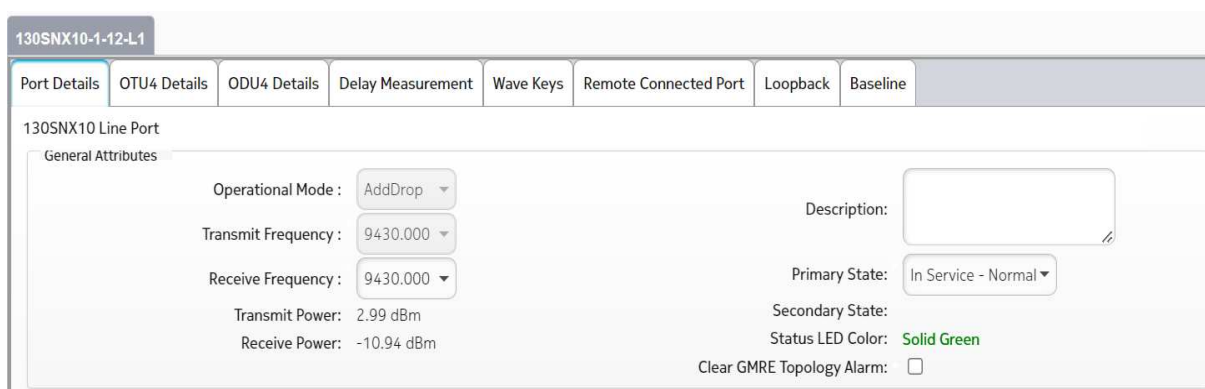 130SNX10-1-12-L1
Port Details OTU4 Details ODU4 Details Delay Measurement Wave Keys Remote Connected Port Loopback Baseline
130SNX10 Line Port
General Attributes
Operational Mode : AddDrop
Transmit Frequency : 9430.000
Receive Frequency : 9430.000
Transmit Power: 2.99 dBm
Receive Power: -10.94 dBm
Description:
Primary State: In Service - Normal
Secondary State:
Status LED Color: Solid Green
Clear GMRE Topology Alarm: